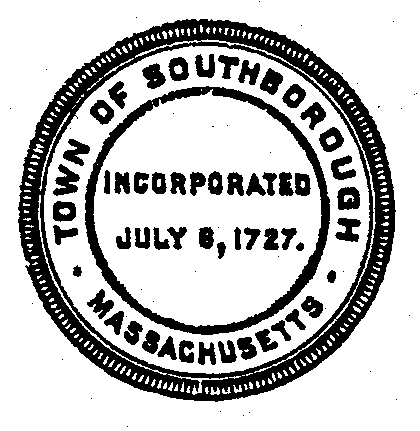 TOWN OF SOUTHBOROUGH
INCORPORATED
JULY 6, 1727.
· MASSACHUSETTS ·